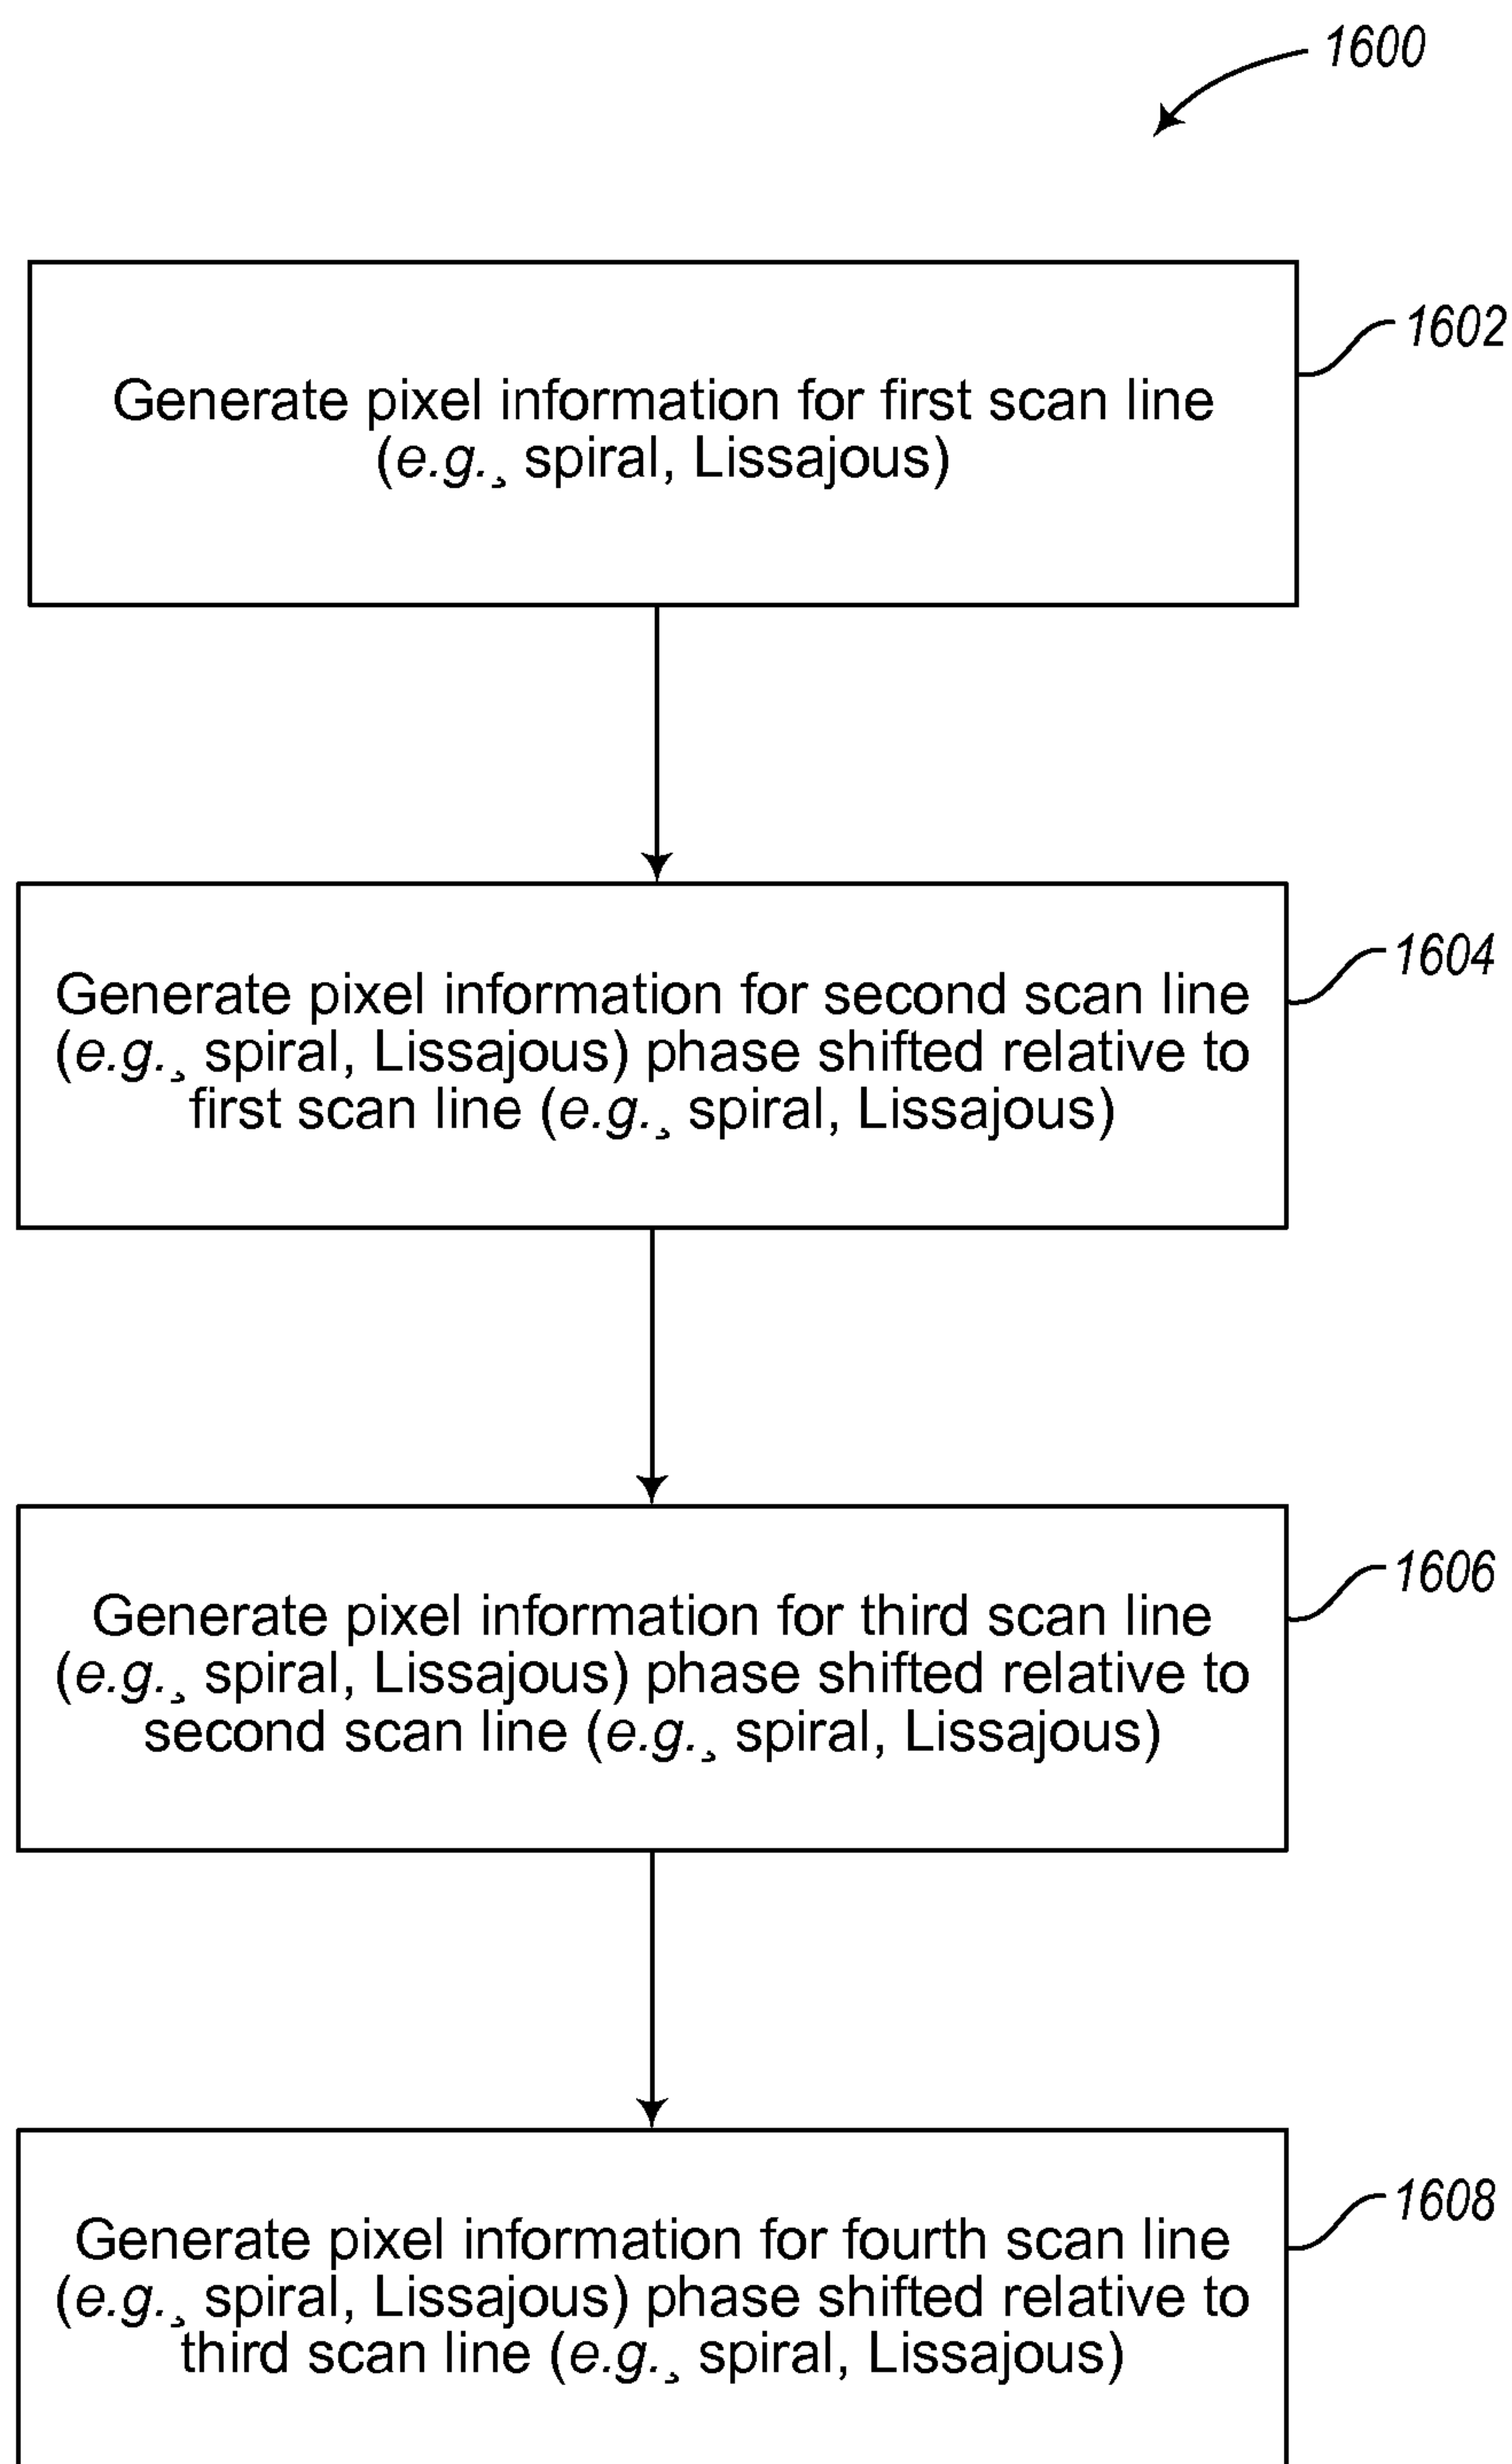 1600
1602
Generate pixel information for first scan line
(e.g.¸ spiral, Lissajous)
1604
Generate pixel information for second scan line
(e.g.¸ spiral, Lissajous) phase shifted relative to
first scan line (e.g.¸ spiral, Lissajous)
1606
Generate pixel information for third scan line
(e.g.¸ spiral, Lissajous) phase shifted relative to
second scan line (e.g.¸ spiral, Lissajous)
1608
Generate pixel information for fourth scan line
(e.g.¸ spiral, Lissajous) phase shifted relative to
third scan line (e.g.¸ spiral, Lissajous)